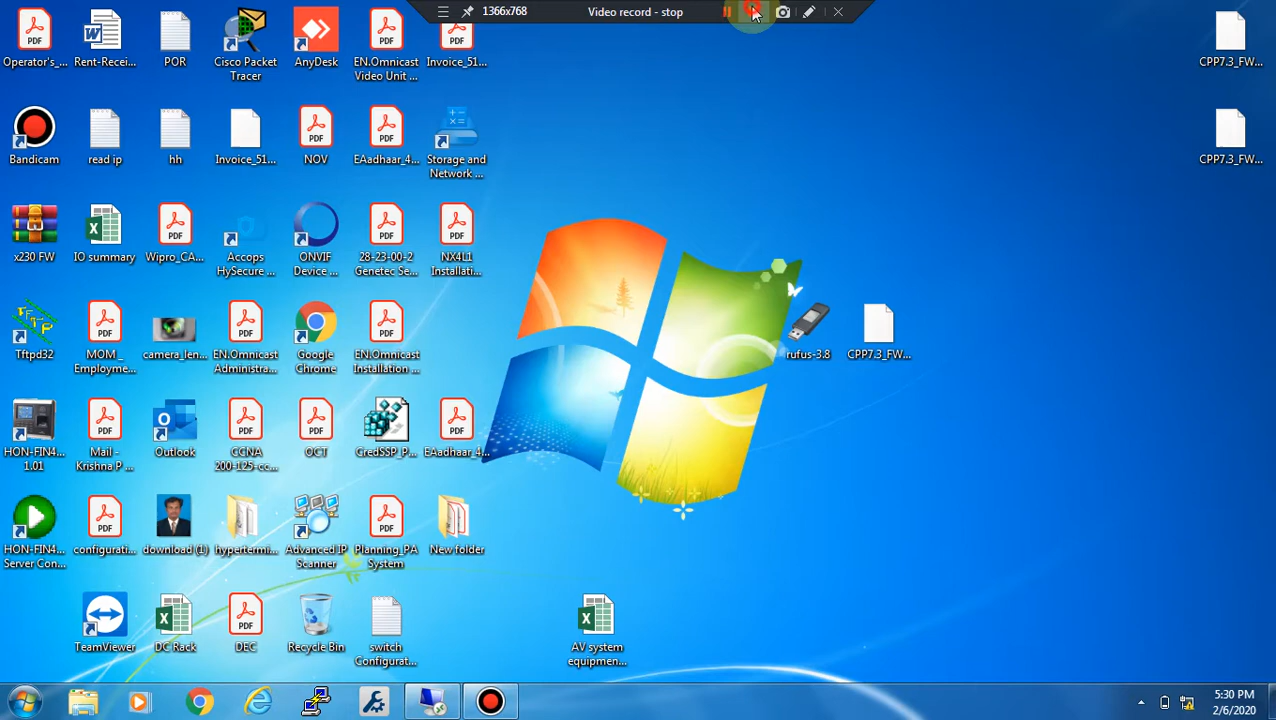 1366x768
Video record - stop
Operator's_...
Rent-Recei...
POR
Cisco Packet
Tracer
AnyDesk
EN.Omnicast
Video Unit ...
Invoice_51...
CPP7.3_FW...
Bandicam
read ip
hh
Invoice_51...
NOV
EAadhaar_4...
Storage and
Network ...
CPP7.3_FW...
x230 FW
IO summary
Wipro_CA...
Accops
HySecure ...
ONVIF
Device ...
28-23-00-2
Genetec Se...
NX4L1
Installati...
Tftpd32
MOM _
Employme...
camera_len...
EN.Omnicast
Administra...
Google
Chrome
EN.Omnicast
Installation ...
rufus-3.8
CPP7.3_FW...
HON-FIN4...
1.01
Mail -
Krishna P ...
Outlook
CCNA
200-125-cc...
OCT
CredSSP_P...
EAadhaar_4...
HON-FIN4...
Server Con...
configurati...
download (1)
hypertermi...
Advanced IP
Scanner
Planning_PA
System
New folder
TeamViewer
DC Rack
DEC
Recycle Bin
switch
Configurat...
AV system
equipmen...
5:30 PM
2/6/2020